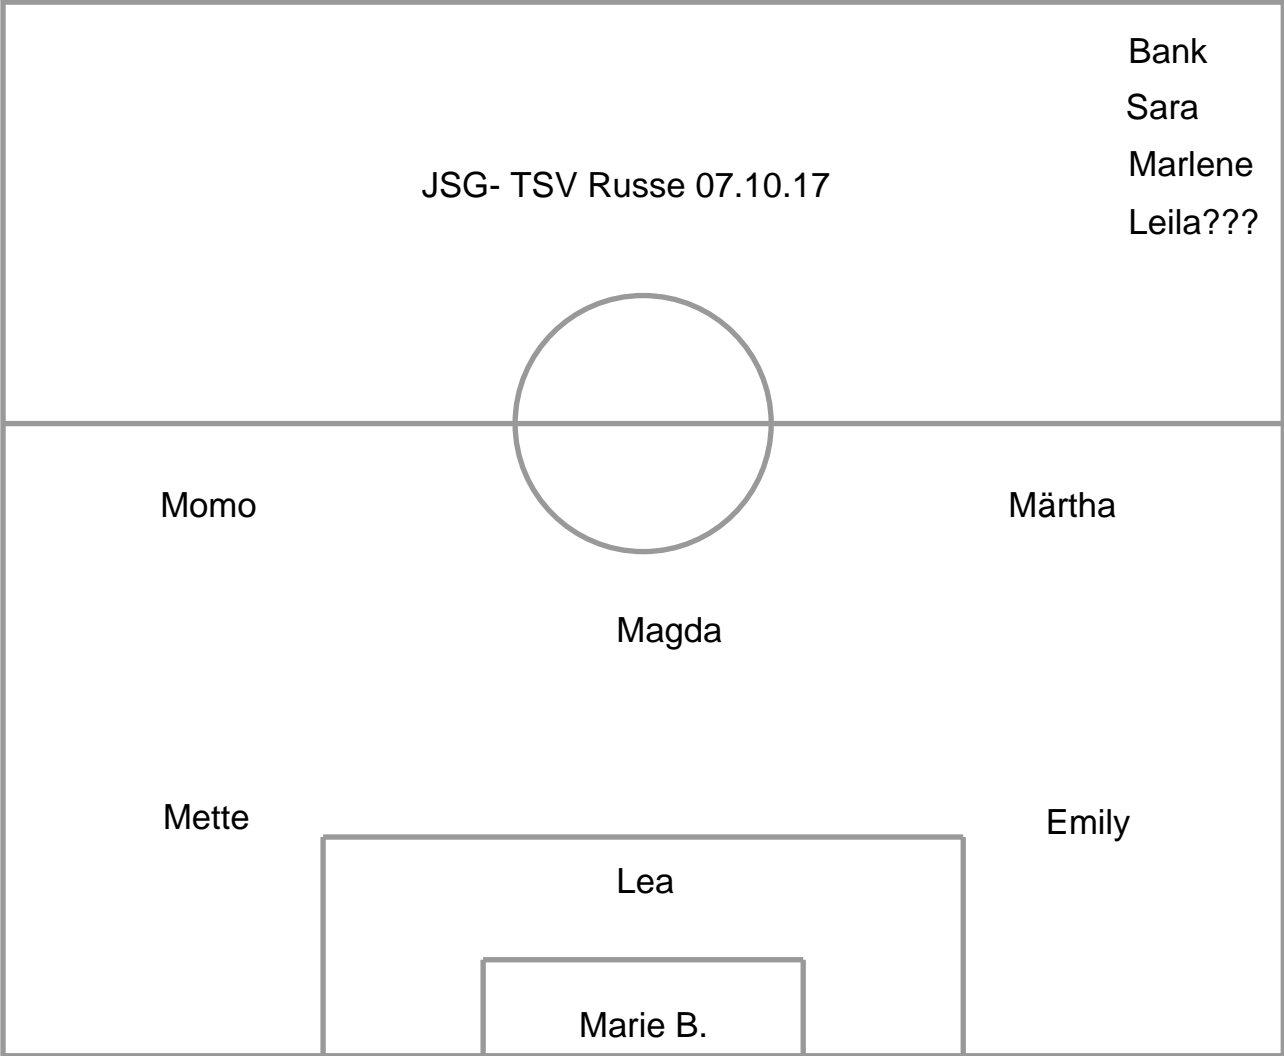 Bank
Sara
Marlene
JSG- TSV Russe 07.10.17
Leila???
Momo
Märtha
Magda
Mette
Emily
Lea
Marie B.